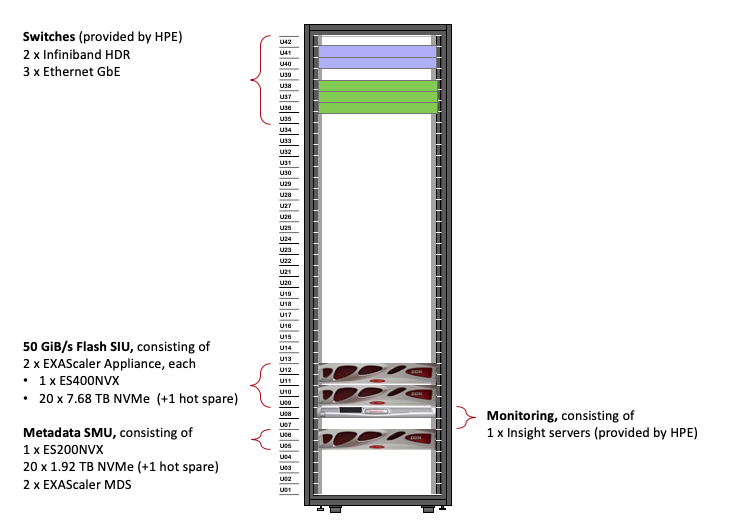 Switches (provided by HPE)
2 x Infiniband HDR
3 x Ethernet GbE
U42
U41
U40
U39
U38
U37
U36
U35
U34
U33
U32
U31
U30
U29
U28
U27
U26
U25
U24
U23
U22
U21
U20
U19
U18
U17
U16
U15
U14
U13
U12
U11
U10
U09
U08
U07
U06
U05
U04
U03
U02
U01
50 GiB/s Flash SIU, consisting of
2 x EXAScaler Appliance, each
• 1 x ES400NVX
• 20 x 7.68 TB NVMe (+1 hot spare)
Metadata SMU, consisting of
1 x ES200NVX
20 x 1.92 TB NVMe (+1 hot spare)
2 x EXAScaler MDS
DDN
DDN
DDN
Monitoring, consisting of
1 x Insight servers (provided by HPE)